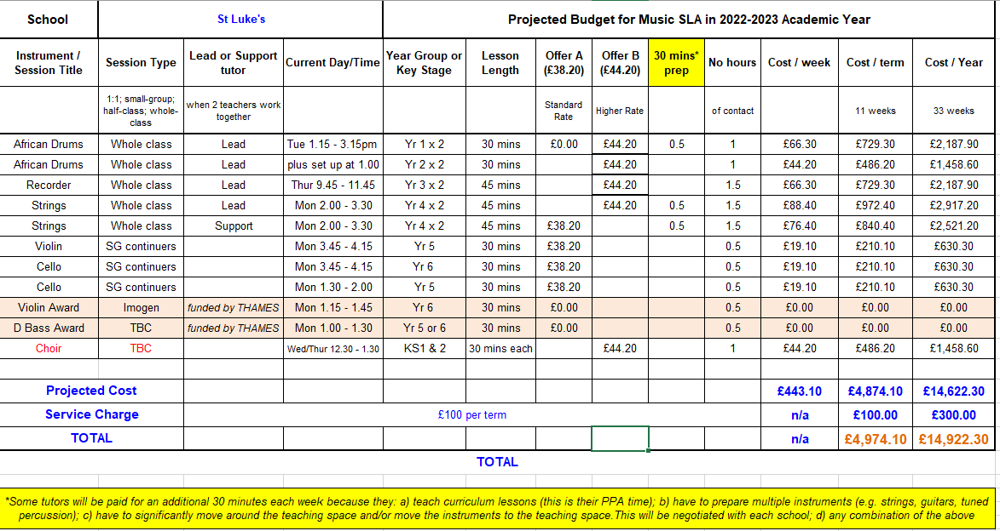 School St Luke's Projected Budget for Music SLA in 2022-2023 Academic Year
Instrument / Session Title Session Type Lead or Support tutor Current Day/Time Year Group or Key Stage Lesson Length Offer A (£38.20) Offer B (£44.20) 30 mins* prep No hours Cost / week Cost / term Cost / Year
1:1; small-group; half-class; whole-class when 2 teachers work together Standard Rate Higher Rate of contact 11 weeks 33 weeks
African Drums Whole class Lead Tue 1.15 - 3.15pm Yr 1 x 2 30 mins £0.00 £44.20 0.5 1 £66.30 £729.30 £2,187.90
African Drums Whole class Lead plus set up at 1.00 Yr 2 x 2 30 mins £44.20 1 £44.20 £486.20 £1,458.60
Recorder Whole class Lead Thur 9.45 - 11.45 Yr 3 x 2 45 mins £44.20 1.5 £66.30 £729.30 £2,187.90
Strings Whole class Lead Mon 2.00 - 3.30 Yr 4 x 2 45 mins £44.20 0.5 1.5 £88.40 £972.40 £2,917.20
Strings Whole class Support Mon 2.00 - 3.30 Yr 4 x 2 45 mins £38.20 0.5 1.5 £76.40 £840.40 £2,521.20
Violin SG continuers Mon 3.45 - 4.15 Yr 5 30 mins £38.20 0.5 £19.10 £210.10 £630.30
Cello SG continuers Mon 3.45 - 4.15 Yr 6 30 mins £38.20 0.5 £19.10 £210.10 £630.30
Cello SG continuers Mon 1.30 - 2.00 Yr 5 30 mins £38.20 0.5 £19.10 £210.10 £630.30
Violin Award Imogen funded by THAMES Mon 1.15 - 1.45 Yr 6 30 mins £0.00 0.5 £0.00 £0.00 £0.00
D Bass Award TBC funded by THAMES Mon 1.00 - 1.30 Yr 5 or 6 30 mins £0.00 0.5 £0.00 £0.00 £0.00
Choir TBC Wed/Thur 12.30 - 1.30 KS1 & 2 30 mins each £44.20 1 £44.20 £486.20 £1,458.60
Projected Cost £443.10 £4,874.10 £14,622.30
Service Charge £100 per term n/a £100.00 £300.00
TOTAL n/a £4,974.10 £14,922.30
TOTAL
*Some tutors will be paid for an additional 30 minutes each week because they: a) teach curriculum lessons (this is their PPA time); b) have to prepare multiple instruments (e.g. strings, guitars, tuned
percussion); c) have to significantly move around the teaching space and/or move the instruments to the teaching space.This will be negotiated with each school; d) any combination of the above